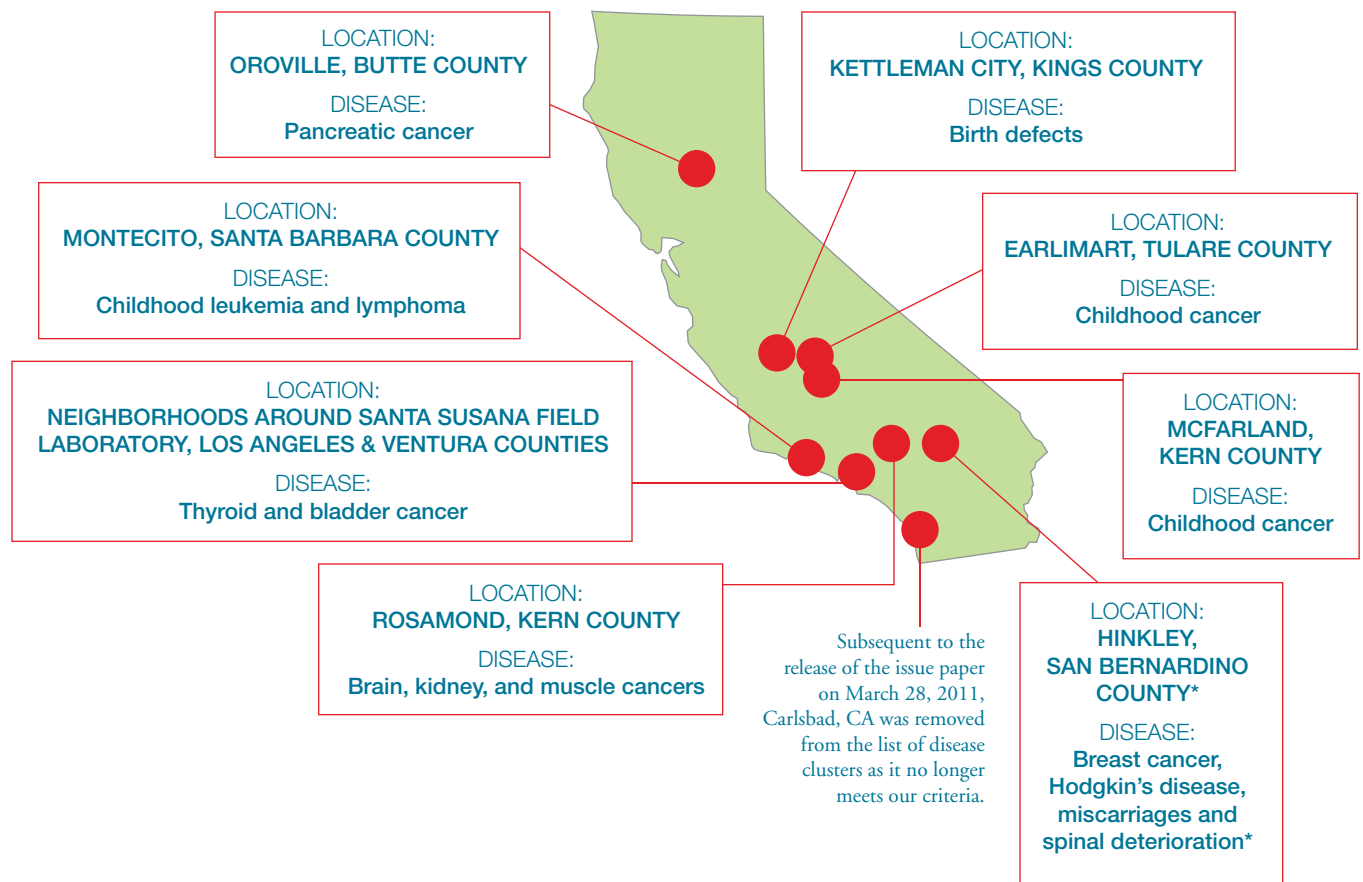 LOCATION:
OROVILLE, BUTTE COUNTY
DISEASE:
Pancreatic cancer
LOCATION:
KETTLEMAN CITY, KINGS COUNTY
DISEASE:
Birth defects
LOCATION:
MONTECITO, SANTA BARBARA COUNTY
DISEASE:
Childhood leukemia and lymphoma
LOCATION:
EARLIMART, TULARE COUNTY
DISEASE:
Childhood cancer
LOCATION:
NEIGHBORHOODS AROUND SANTA SUSANA FIELD
LABORATORY, LOS ANGELES & VENTURA COUNTIES
DISEASE:
Thyroid and bladder cancer
LOCATION:
MCFARLAND,
KERN COUNTY
DISEASE:
Childhood cancer
LOCATION:
ROSAMOND, KERN COUNTY
DISEASE:
Brain, kidney, and muscle cancers
Subsequent to the
release of the issue paper
on March 28, 2011,
Carlsbad, CA was removed
from the list of disease
clusters as it no longer
meets our criteria.
LOCATION:
HINKLEY,
SAN BERNARDINO
COUNTY*
DISEASE:
Breast cancer,
Hodgkin's disease,
miscarriages and
spinal deterioration*